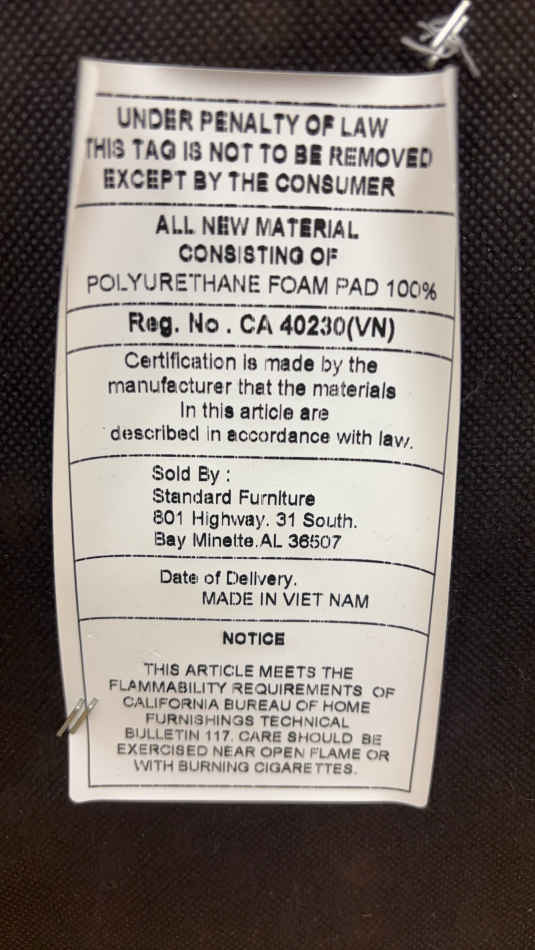 UNDER PENALTY OF LAW
THIS TAG IS NOT TO BE REMOVED
EXCEPT BY THE CONSUMER
ALL NEW MATERIAL
CONSISTING OF
POLYURETHANE FOAM PAD 100%
Reg. No . CA 40230(VN)
Certification is made by the
manufacturer that the materials
In this article are
described in accordance with law.
Sold By :
Standard Furniture
801 Highway. 31 South.
Bay Minette.AL 36507
Date of Delivery.
MADE IN VIET NAM
NOTICE
THIS ARTICLE MEETS THE
FLAMMABILITY REQUIREMENTS OF
CALIFORNIA BUREAU OF HOME
FURNISHINGS TECHNICAL
BULLETIN 117. CARE SHOULD BE
EXERCISED NEAR OPEN FLAME OR
WITH BURNING CIGARETTES.